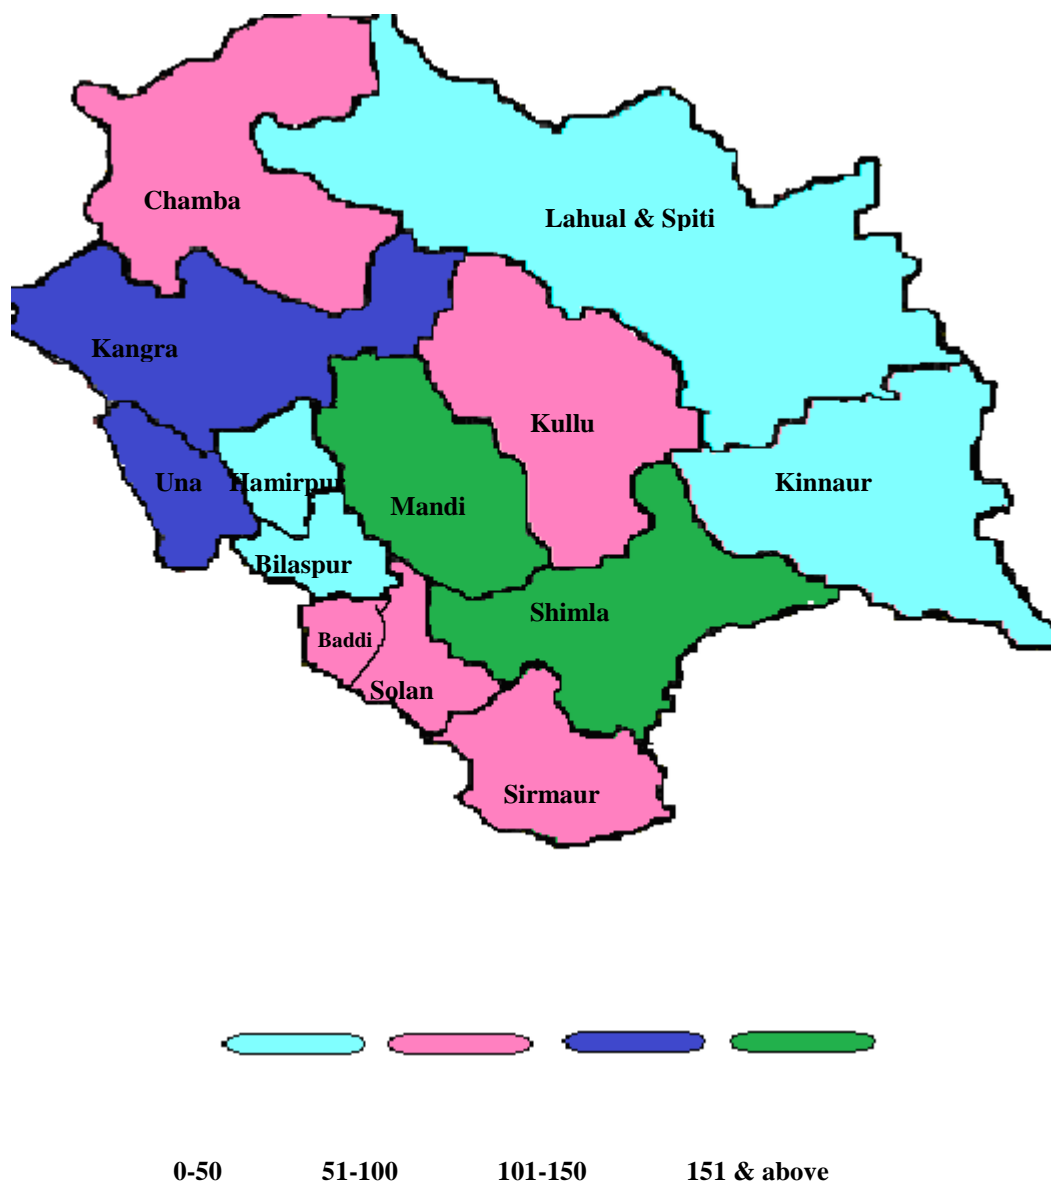 Chamba
Lahual & Spiti
Kangra
Kullu
Una
Hamirpur
Kinnaur
Mandi
Bilaspur
Shimla
Baddi
Solan
Sirmaur
0-50 51-100 101-150 151 & above